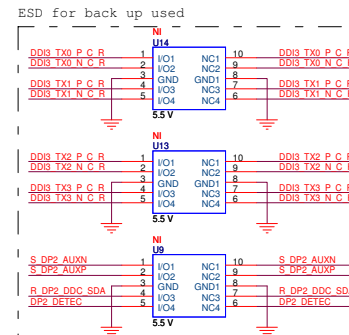 ESD for back up used
NI
U14
DDI3_TX0_P_C_R 1 I/O1 NC1 10 DDI3_TX0_P_C_R
DDI3_TX0_N_C_R 2 I/O2 NC2 9 DDI3_TX0_N_C_R
3 GND GND1 8
DDI3_TX1_P_C_R 4 I/O3 NC3 7 DDI3_TX1_P_C_R
DDI3_TX1_N_C_R 5 I/O4 NC4 6 DDI3_TX1_N_C_R
5.5 V
NI
U13
DDI3_TX2_P_C_R 1 I/O1 NC1 10 DDI3_TX2_P_C_R
DDI3_TX2_N_C_R 2 I/O2 NC2 9 DDI3_TX2_N_C_R
3 GND GND1 8
DDI3_TX3_P_C_R 4 I/O3 NC3 7 DDI3_TX3_P_C_R
DDI3_TX3_N_C_R 5 I/O4 NC4 6 DDI3_TX3_N_C_R
5.5 V
NI
U9
S_DP2_AUXN 1 I/O1 NC1 10 S_DP2_AUXN
S_DP2_AUXP 2 I/O2 NC2 9 S_DP2_AUXP
3 GND GND1 8
R_DP2_DDC_SDA 4 I/O3 NC3 7 R_DP2_DDC_SD
DP2_DETEC 5 I/O4 NC4 6 DP2_DETEC
5.5 V